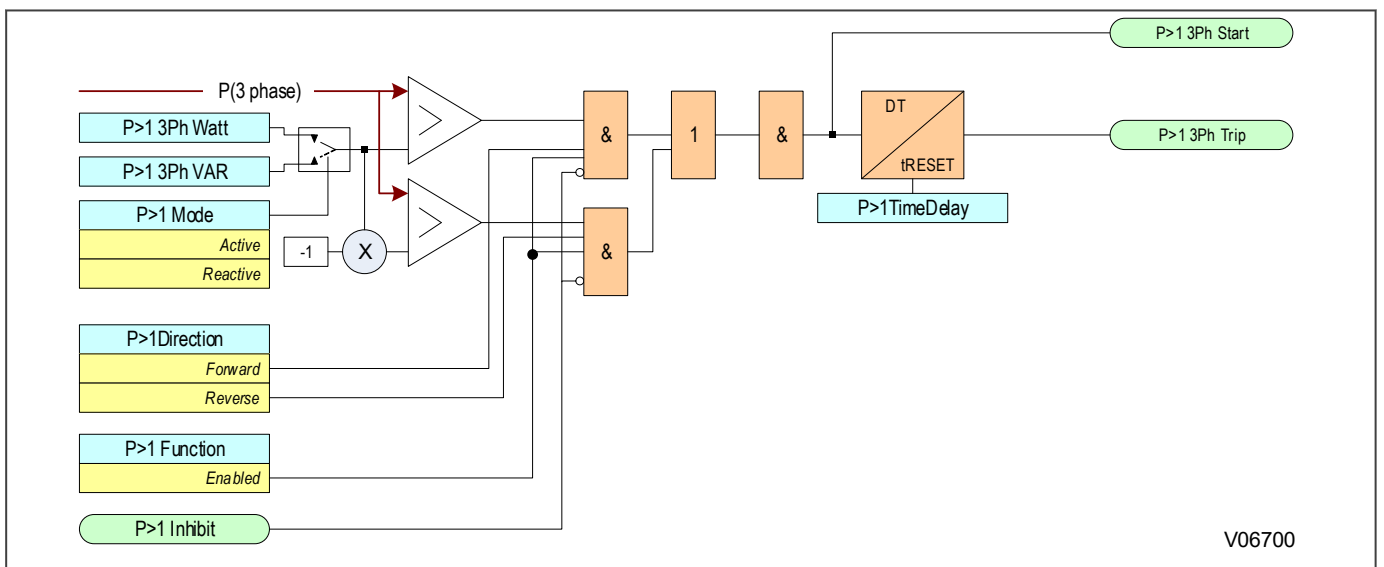 P>1 3Ph Start
P(3 phase)
P>1 3Ph Watt
P>1 3Ph VAR
P>1 Mode
Active
Reactive
-1
X
>
>
&
&
1
&
DT
tRESET
P>1TimeDelay
P>1 3Ph Trip
P>1Direction
Forward
Reverse
P>1 Function
Enabled
P>1 Inhibit
V06700